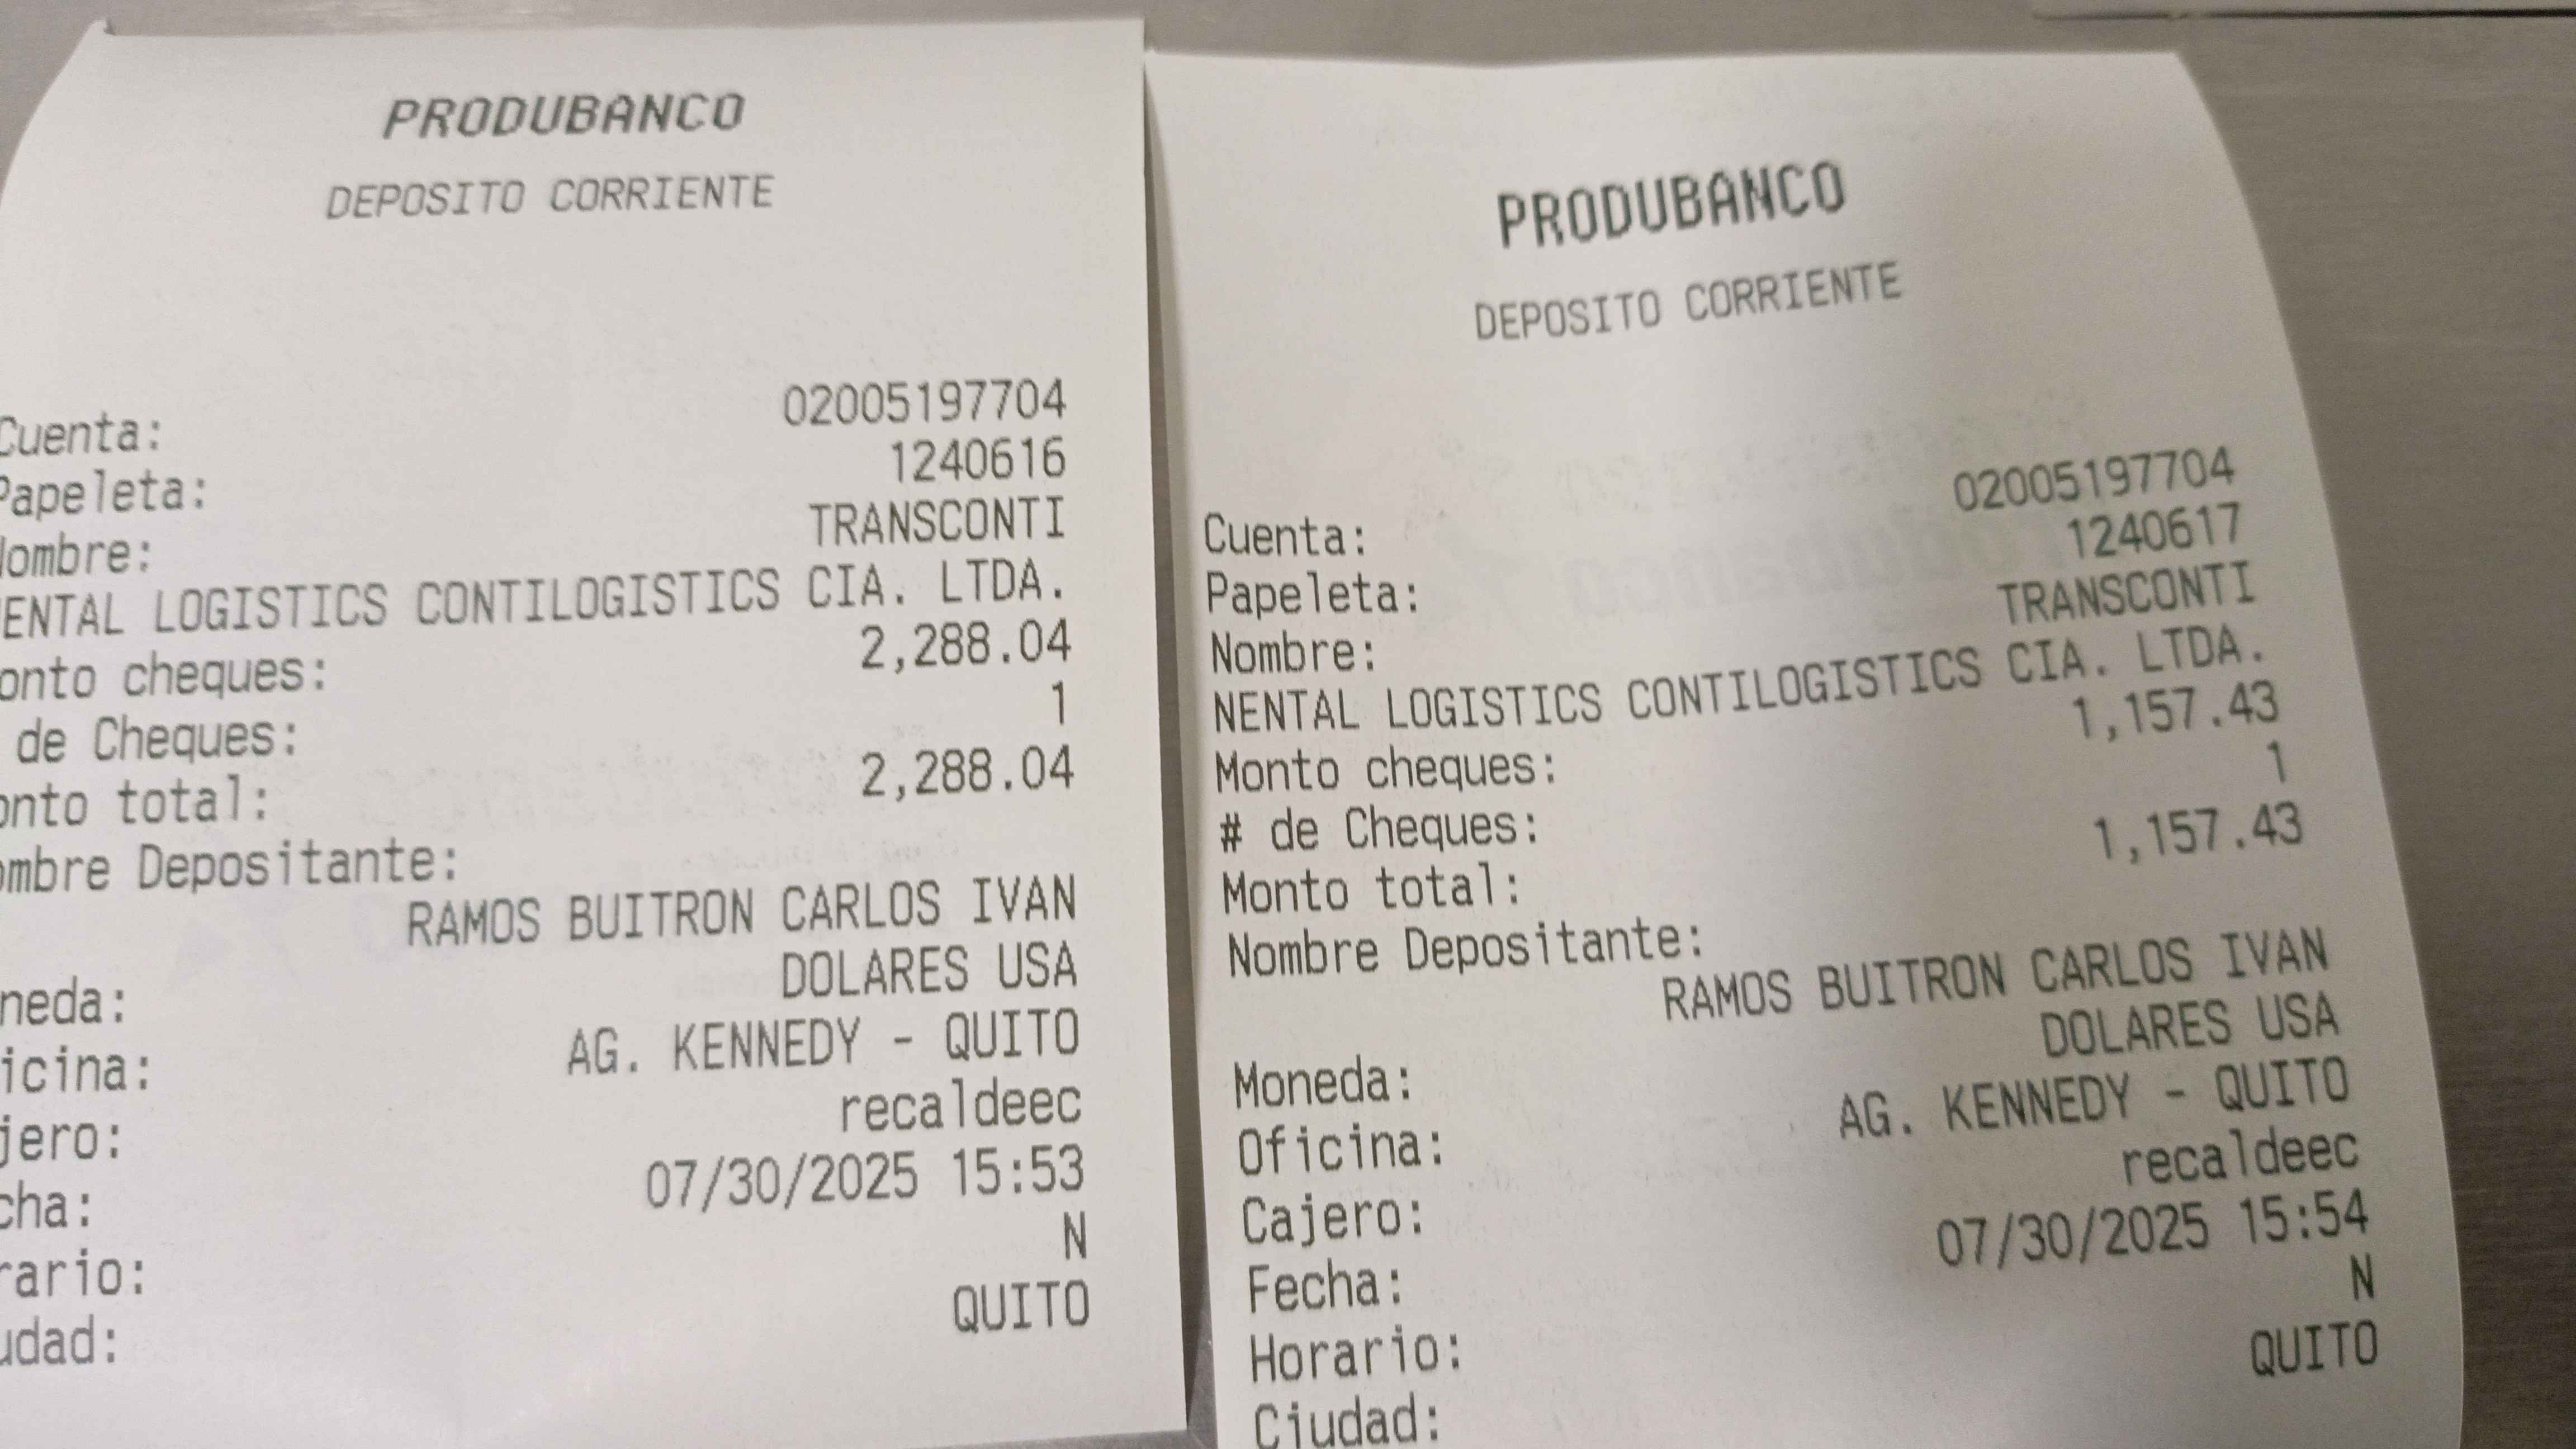 PRODUBANCO
DEPOSITO CORRIENTE
Cuenta: 02005197704
Papeleta: 1240616
ombre: TRANSCONTI
ENTAL LOGISTICS CONTILOGISTICS CIA. LTDA.
onto cheques: 2,288.04
de Cheques: 1
onto total: 2,288.04
ombre Depositante:
RAMOS BUITRON CARLOS IVAN
neda: DOLARES USA
icina: AG. KENNEDY - QUITO
jero: recaldeec
cha: 07/30/2025 15:53
rario: N
udad: QUITO
PRODUBANCO
DEPOSITO CORRIENTE
Cuenta: 02005197704
Papeleta: 1240617
Nombre: TRANSCONTI
NENTAL LOGISTICS CONTILOGISTICS CIA. LTDA.
Monto cheques: 1,157.43
# de Cheques: 1
Monto total: 1,157.43
Nombre Depositante:
RAMOS BUITRON CARLOS IVAN
Moneda: DOLARES USA
Oficina: AG. KENNEDY - QUITO
Cajero: recaldeec
Fecha: 07/30/2025 15:54
Horario: N
Ciudad: QUITO